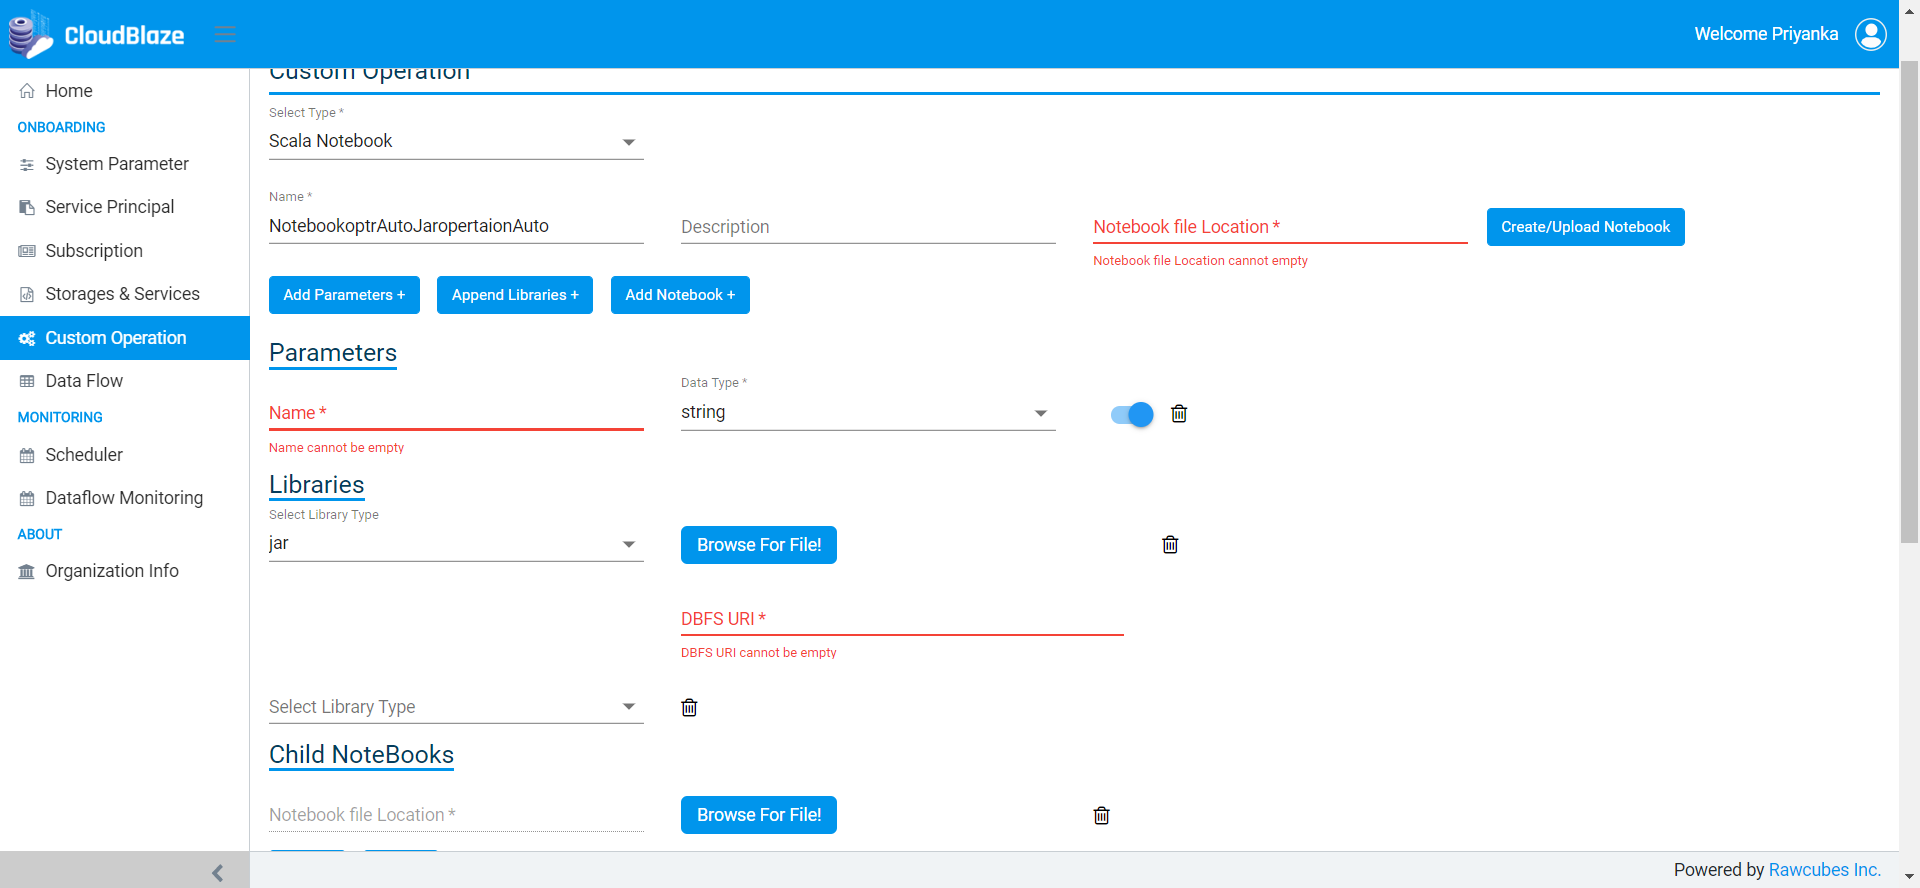 CloudBlaze
Welcome Priyanka
Home
ONBOARDING
System Parameter
Service Principal
Subscription
Storages & Services
Custom Operation
Data Flow
MONITORING
Scheduler
Dataflow Monitoring
ABOUT
Organization Info
Custom Operation
Select Type *
Scala Notebook
Name *
NotebookoptrAutoJaropertaionAuto
Description
Notebook file Location *
Notebook file Location cannot empty
Create/Upload Notebook
Add Parameters +
Append Libraries +
Add Notebook +
Parameters
Name *
Name cannot be empty
Data Type *
string
Libraries
Select Library Type
jar
Browse For File!
DBFS URI *
DBFS URI cannot be empty
Select Library Type
Child NoteBooks
Notebook file Location *
Browse For File!
Powered by Rawcubes Inc.